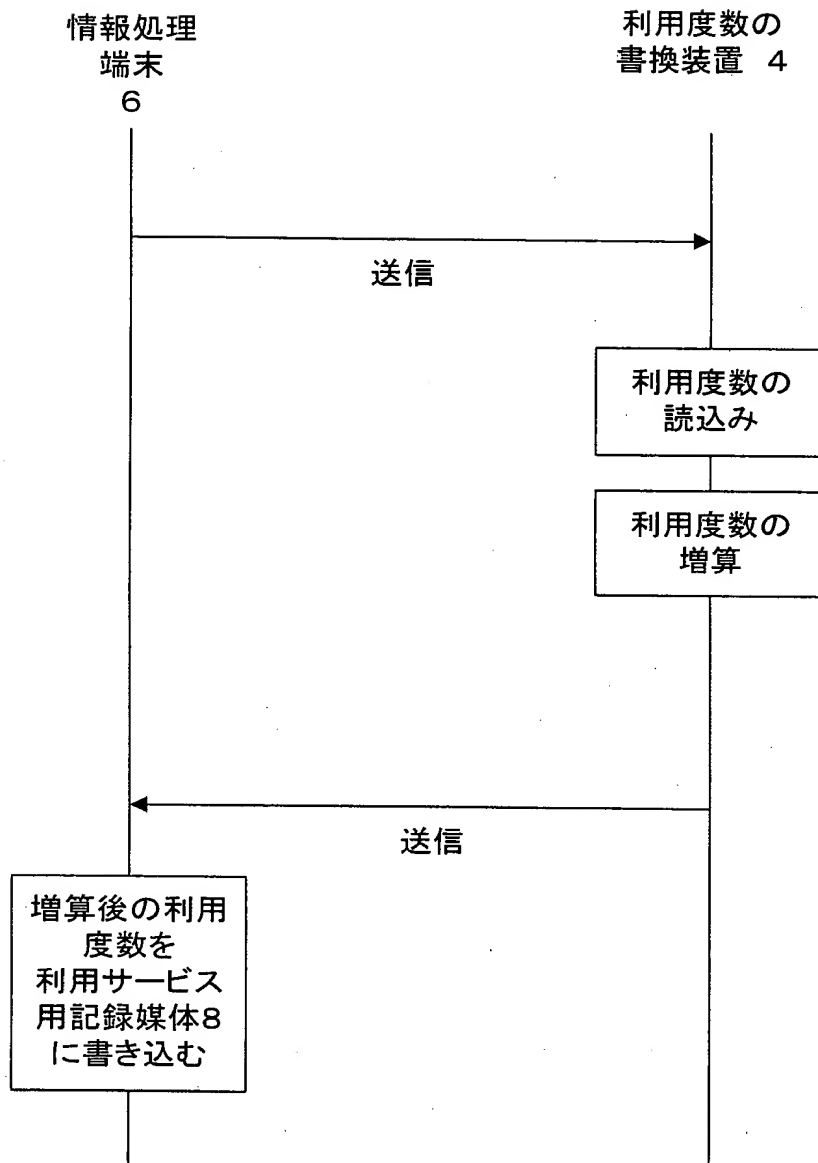 情報処理
端末
6
利用度数の
書換装置 4
送信
利用度数の
読込み
利用度数の
増算
送信
増算後の利用
度数を
利用サービス
用記録媒体8
に書き込む